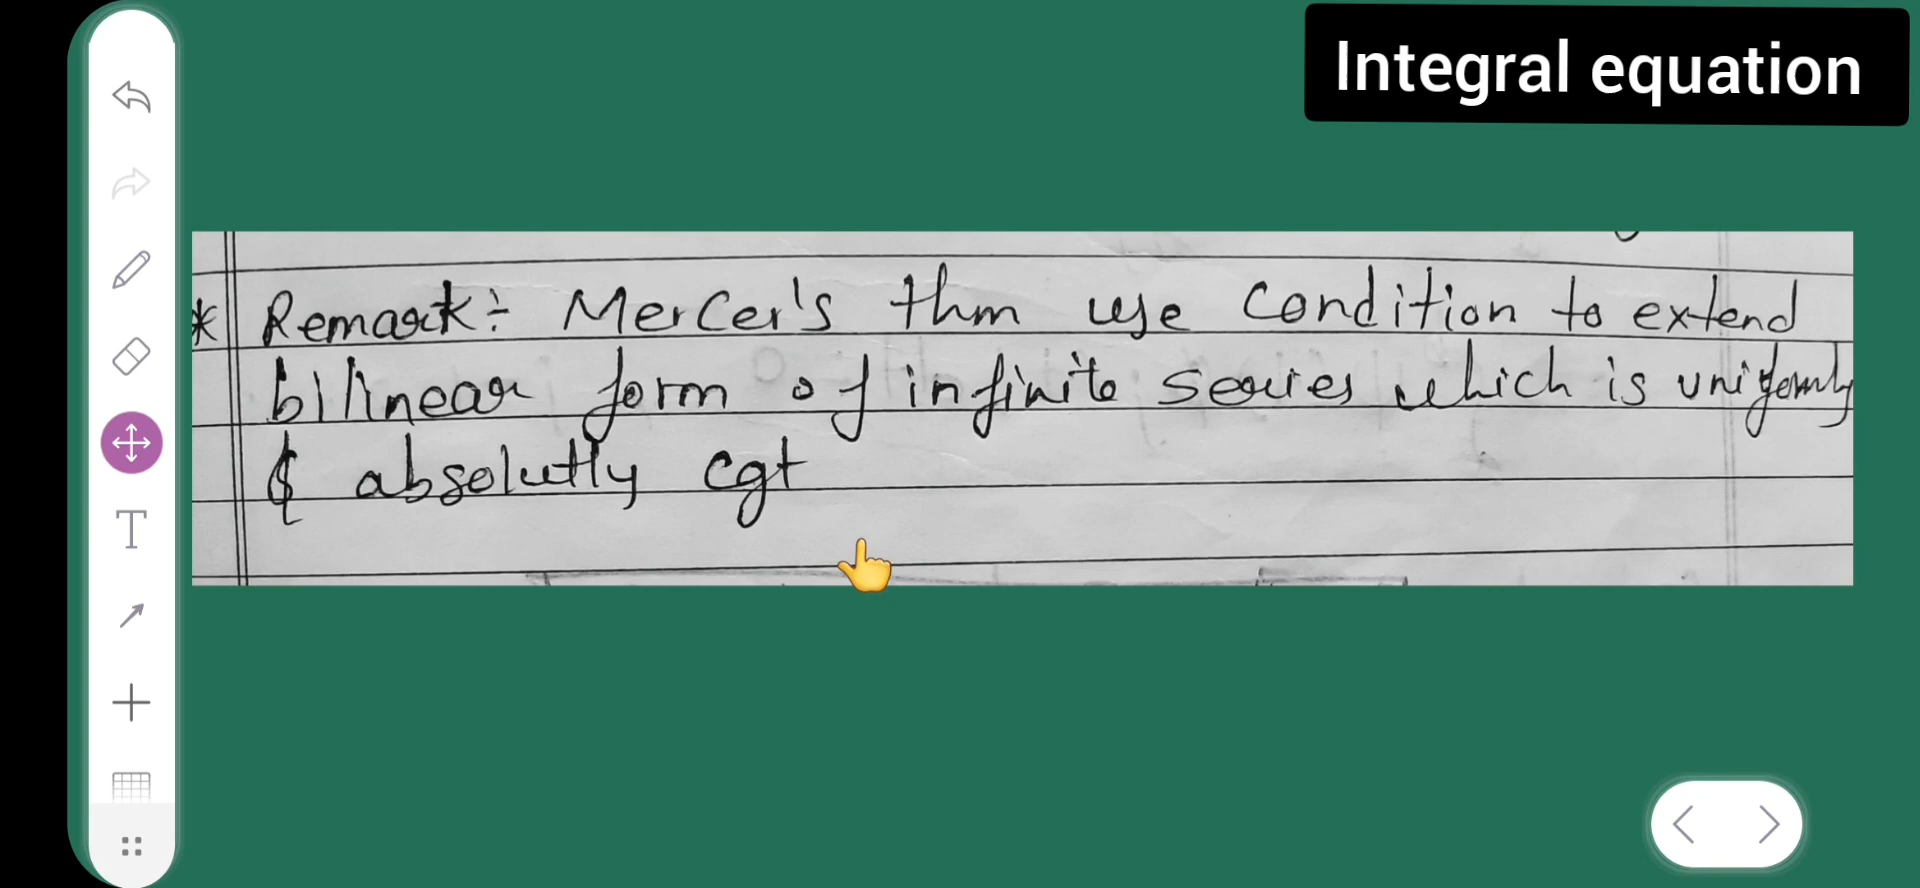 Integral equation
* Remark:- Mercer's thm use condition to extend
bilinear form of infinite series which is uniformly
& absolutly cgt
T